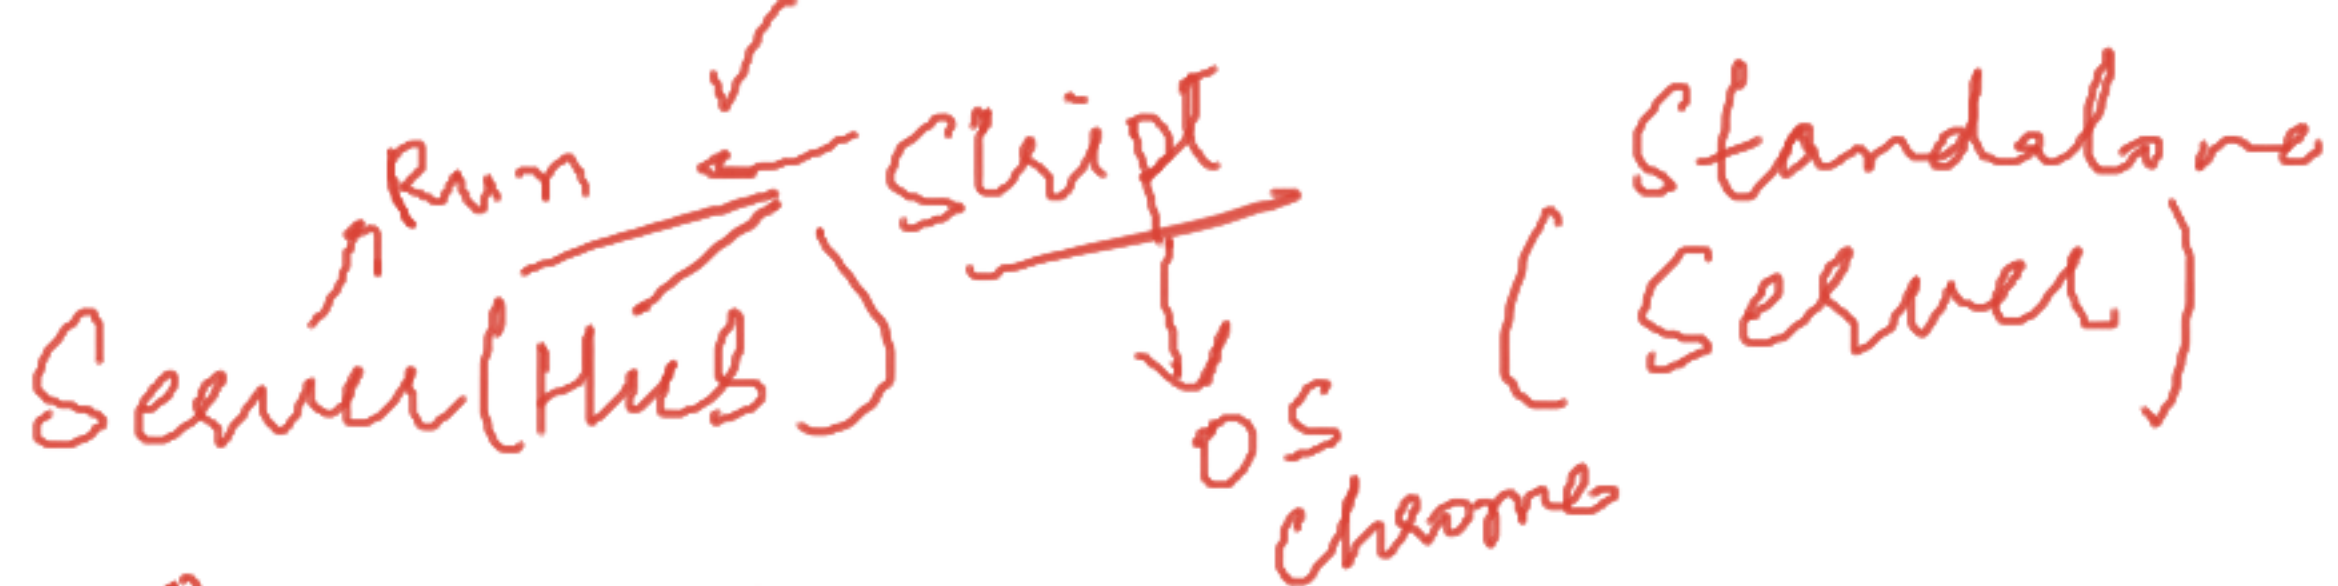 Run Script Standalone
Server (Hub) (Server)
OS
Chrome